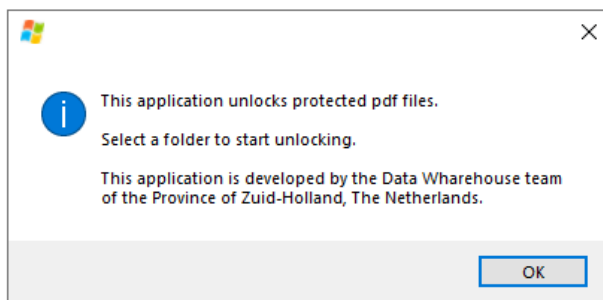 This application unlocks protected pdf files.
Select a folder to start unlocking.
This application is developed by the Data Wharehouse team
of the Province of Zuid-Holland, The Netherlands.
OK